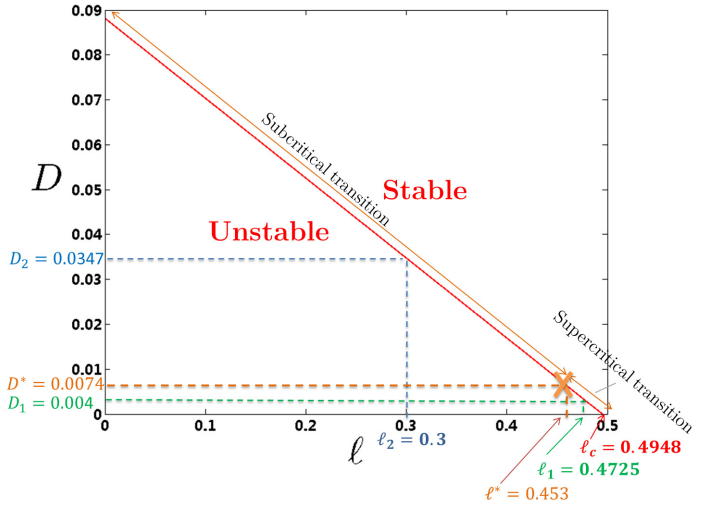 0.09
0.08
0.07
0.06
0.05
0.04
0.03
0.02
0.01
0
D
D₂ = 0.0347
D* = 0.0074
D₁ = 0.004
Subcritical transition
Stable
Unstable
Supercritical transition
0
0.1
0.2
0.3
0.4
0.5
ℓ
ℓ₂ = 0.3
ℓc = 0.4948
ℓ₁ = 0.4725
ℓ* = 0.453